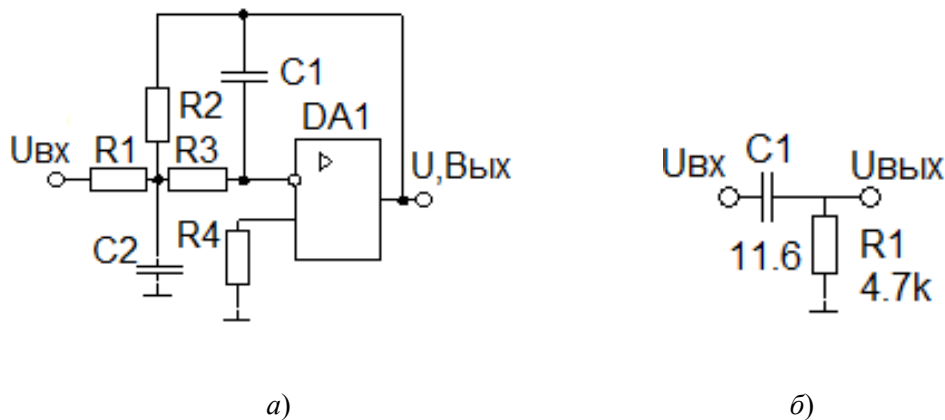 C1
R2
DA1
Uвх
R1
R3
U,Вых
R4
C2
Uвх
C1
Uвых
11.6
R1
4.7k
а)
б)